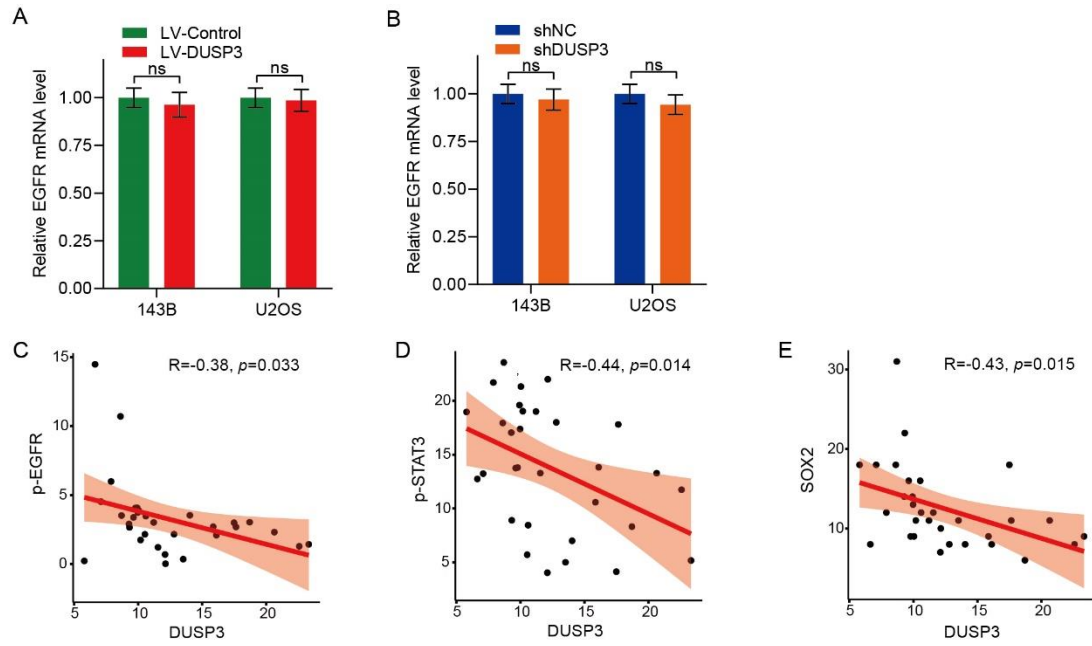 A
LV-Control
LV-DUSP3
Relative EGFR mRNA level
ns
ns
1.00
0.75
0.50
0.25
0.00
143B
U2OS
B
shNC
shDUSP3
Relative EGFR mRNA level
ns
ns
1.00
0.75
0.50
0.25
0.00
143B
U2OS
C
R=-0.38, p=0.033
p-EGFR
15
10
5
0
5
10
15
20
DUSP3
D
R=-0.44, p=0.014
p-STAT3
20
15
10
5
5
10
15
20
DUSP3
E
R=-0.43, p=0.015
SOX2
30
20
10
5
10
15
20
DUSP3